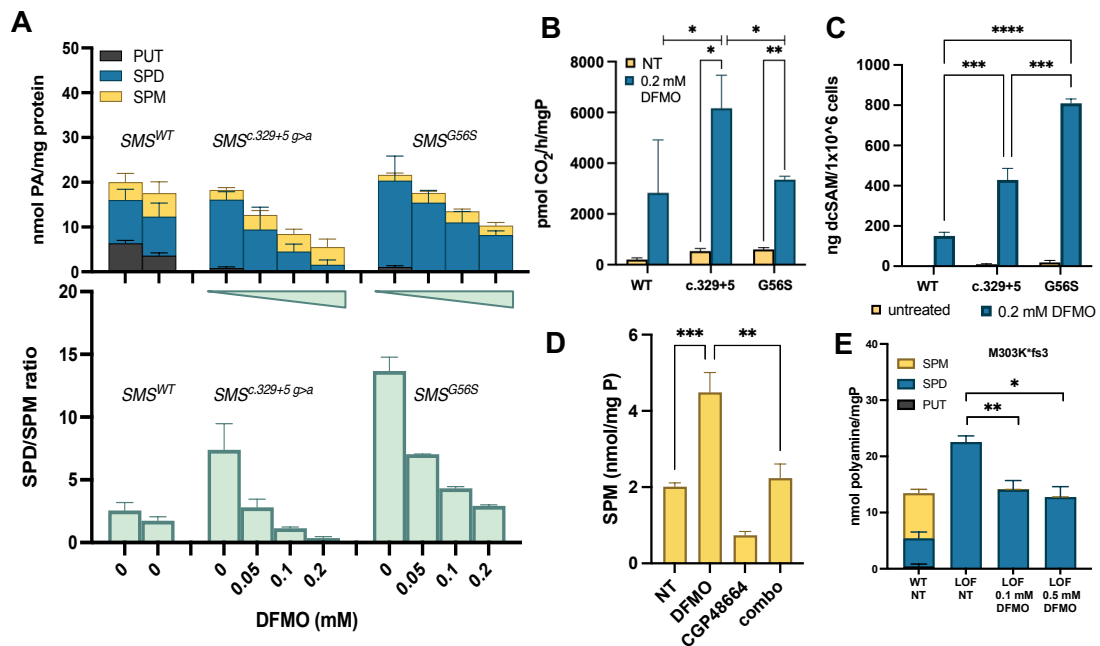 A
nmol PA/mg protein
50
40
30
20
10
0
PUT
SPD
SPM
SMS^WT
SMS^c.329+5 g>a
SMS^G56S
SPD/SPM ratio
20
15
10
5
0
SMS^WT
SMS^c.329+5 g>a
SMS^G56S
0 0 0 0.05 0.1 0.2 0 0.05 0.1 0.2
DFMO (mM)
B
pmol CO₂/h/mgP
8000
6000
4000
2000
0
NT
0.2 mM
DFMO
* *
* **
WT c.329+5 G56S
C
ng dcSAM/1x10^6 cells
1000
800
600
400
200
0
****
*** ***
WT c.329+5 G56S
untreated 0.2 mM DFMO
D
SPM (nmol/mg P)
6
4
2
0
*** **
NT DFMO CGP48664 combo
E
M303K*fs3
nmol polyamine/mgP
40
30
20
10
0
SPM
SPD
PUT
*
**
WT
NT
LOF
NT
LOF
0.1 mM
DFMO
LOF
0.5 mM
DFMO